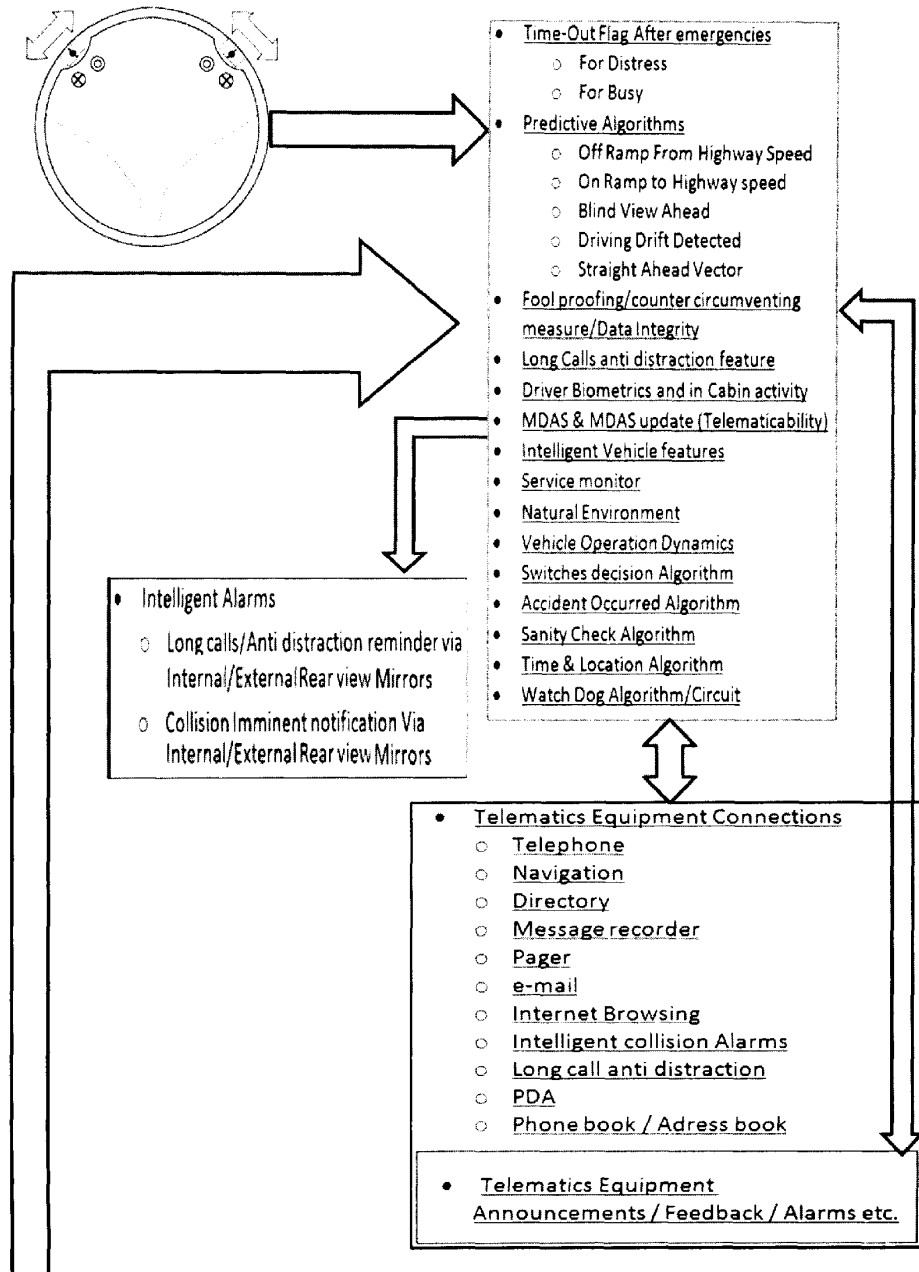 • Time-Out Flag After emergencies
○ For Distress
○ For Busy
• Predictive Algorithms
○ Off Ramp From Highway Speed
○ On Ramp to Highway speed
○ Blind View Ahead
○ Driving Drift Detected
○ Straight Ahead Vector
• Fool proofing/counter circumventing
measure/Data Integrity
• Long Calls anti distraction feature
• Driver Biometrics and in Cabin activity
• MDAS & MDAS update (Telematicability)
• Intelligent Vehicle features
• Service monitor
• Natural Environment
• Vehicle Operation Dynamics
• Switches decision Algorithm
• Accident Occurred Algorithm
• Sanity Check Algorithm
• Time & Location Algorithm
• Watch Dog Algorithm/Circuit
• Intelligent Alarms
○ Long calls/Anti distraction reminder via
Internal/External Rear view Mirrors
○ Collision Imminent notification Via
Internal/External Rear view Mirrors
• Telematics Equipment Connections
○ Telephone
○ Navigation
○ Directory
○ Message recorder
○ Pager
○ e-mail
○ Internet Browsing
○ Intelligent collision Alarms
○ Long call anti distraction
○ PDA
○ Phone book / Adress book
• Telematics Equipment
Announcements / Feedback / Alarms etc.